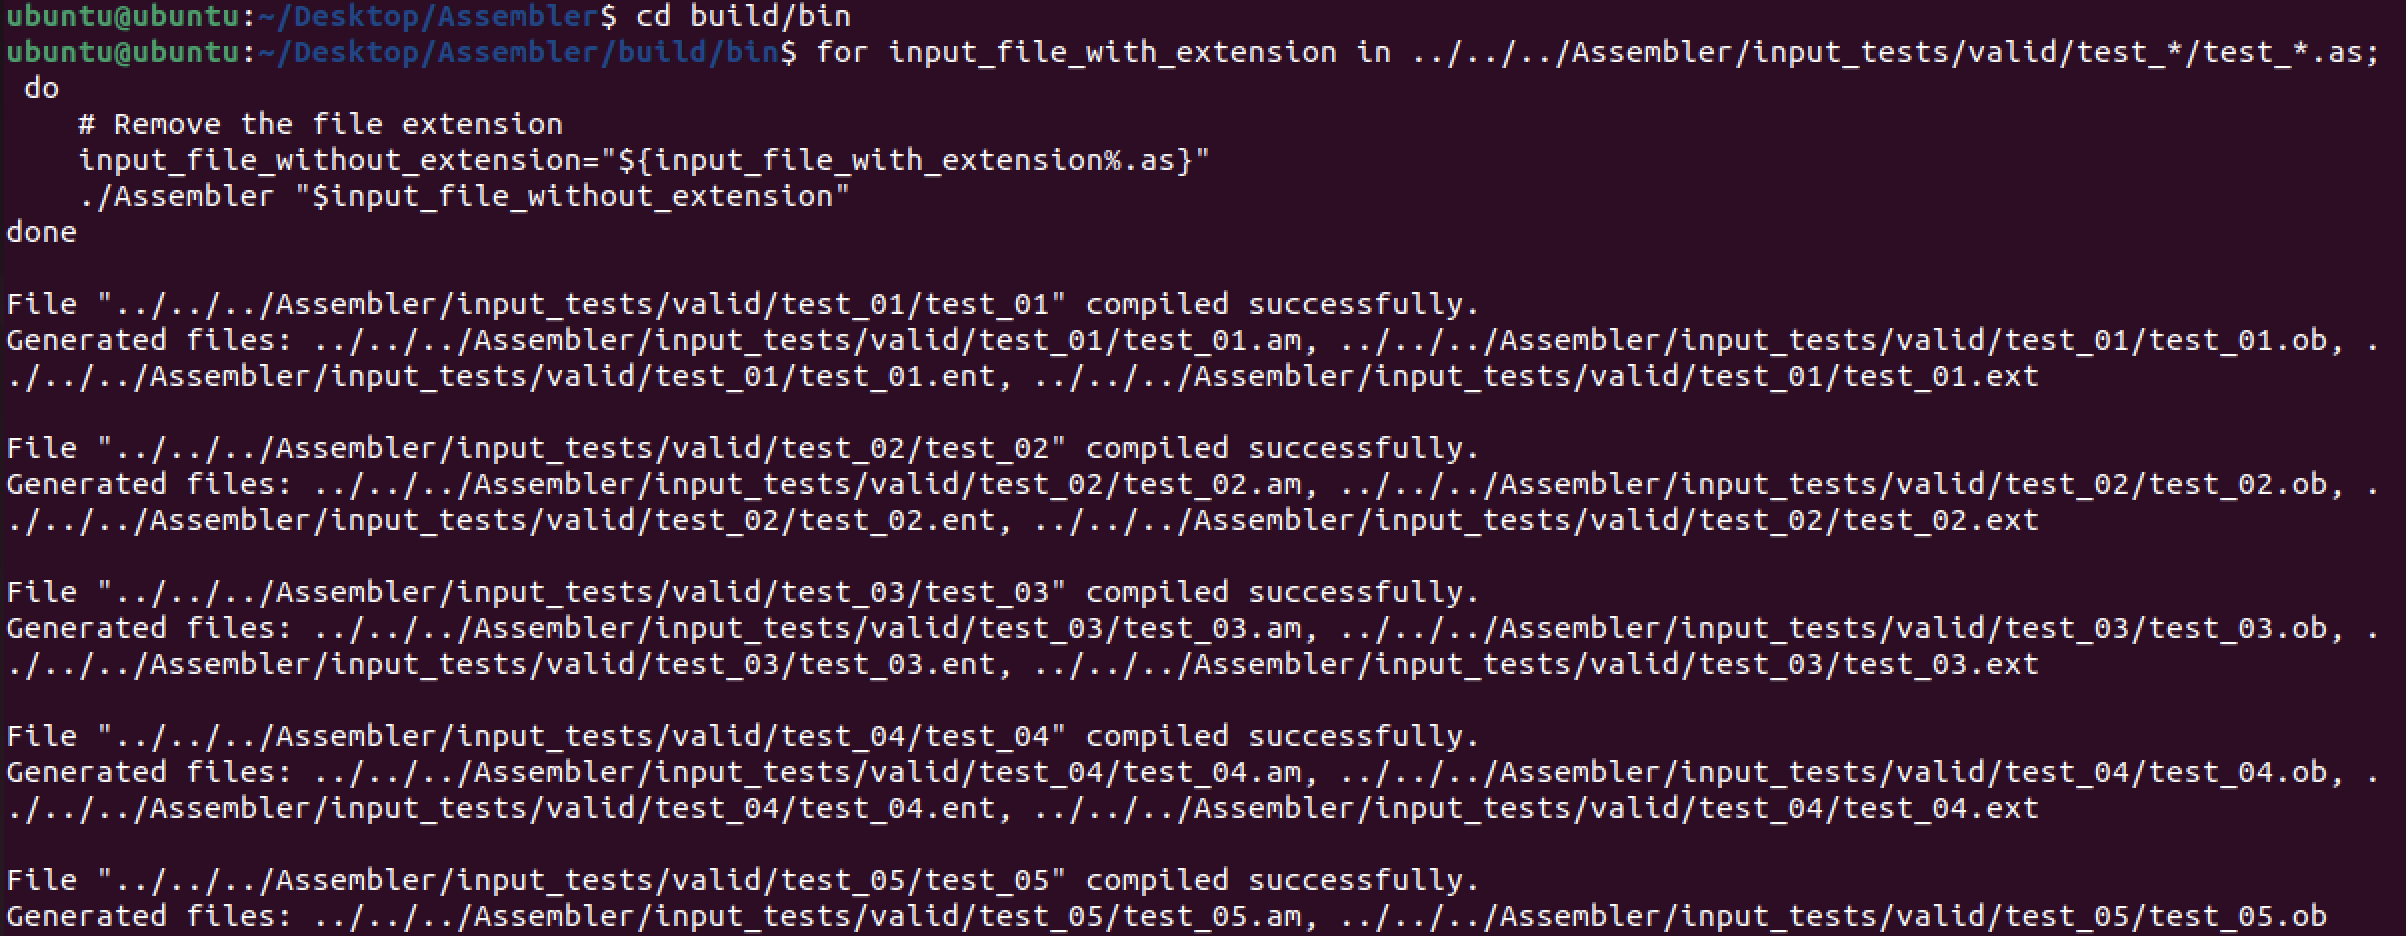 ubuntu@ubuntu:~/Desktop/Assembler$ cd build/bin
ubuntu@ubuntu:~/Desktop/Assembler/build/bin$ for input_file_with_extension in ../../../Assembler/input_tests/valid/test_*/test_*.as;
 do
    # Remove the file extension
    input_file_without_extension="${input_file_with_extension%.as}"
    ./Assembler "$input_file_without_extension"
done

File "../../../Assembler/input_tests/valid/test_01/test_01" compiled successfully.
Generated files: ../../../Assembler/input_tests/valid/test_01/test_01.am, ../../../Assembler/input_tests/valid/test_01/test_01.ob, .
./../../Assembler/input_tests/valid/test_01/test_01.ent, ../../../Assembler/input_tests/valid/test_01/test_01.ext

File "../../../Assembler/input_tests/valid/test_02/test_02" compiled successfully.
Generated files: ../../../Assembler/input_tests/valid/test_02/test_02.am, ../../../Assembler/input_tests/valid/test_02/test_02.ob, .
./../../Assembler/input_tests/valid/test_02/test_02.ent, ../../../Assembler/input_tests/valid/test_02/test_02.ext

File "../../../Assembler/input_tests/valid/test_03/test_03" compiled successfully.
Generated files: ../../../Assembler/input_tests/valid/test_03/test_03.am, ../../../Assembler/input_tests/valid/test_03/test_03.ob, .
./../../Assembler/input_tests/valid/test_03/test_03.ent, ../../../Assembler/input_tests/valid/test_03/test_03.ext

File "../../../Assembler/input_tests/valid/test_04/test_04" compiled successfully.
Generated files: ../../../Assembler/input_tests/valid/test_04/test_04.am, ../../../Assembler/input_tests/valid/test_04/test_04.ob, .
./../../Assembler/input_tests/valid/test_04/test_04.ent, ../../../Assembler/input_tests/valid/test_04/test_04.ext

File "../../../Assembler/input_tests/valid/test_05/test_05" compiled successfully.
Generated files: ../../../Assembler/input_tests/valid/test_05/test_05.am, ../../../Assembler/input_tests/valid/test_05/test_05.ob